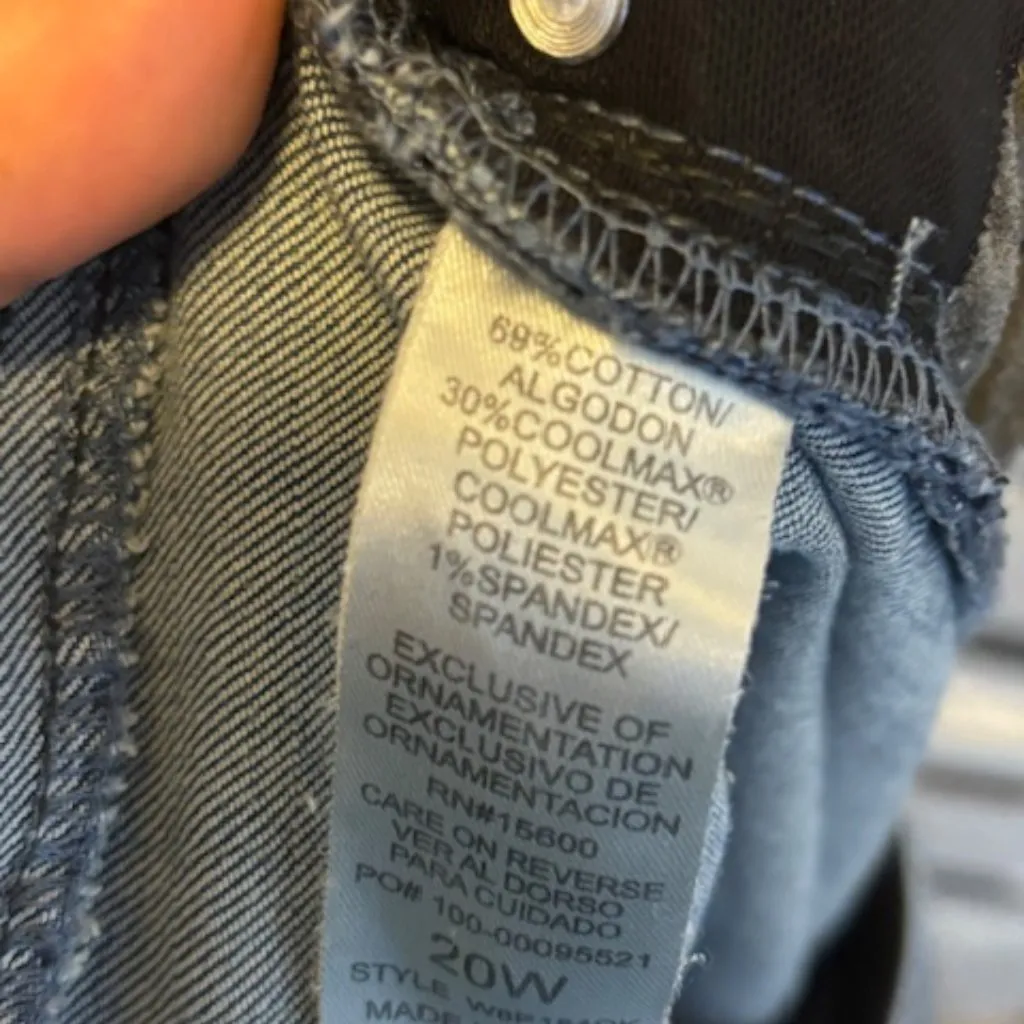 69%COTTON/
ALGODON
30%COOLMAX®
POLYESTER/
COOLMAX®
POLIESTER
1%SPANDEX/
SPANDEX
EXCLUSIVE OF
ORNAMENTATION
EXCLUSIVO DE
ORNAMENTACION
RN#15600
CARE ON REVERSE
VER AL DORSO
PARA CUIDADO
PO# 100-00095521
20W
STYLE
MADE